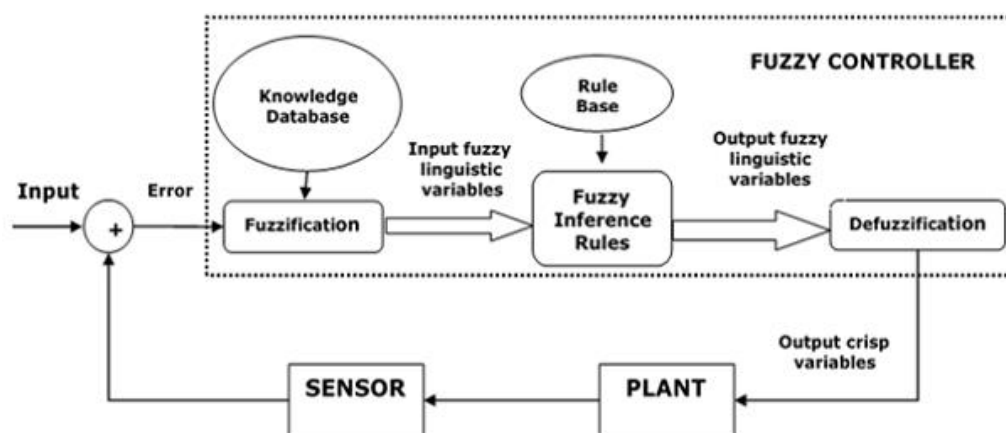 FUZZY CONTROLLER
Knowledge
Database
Rule
Base
Input fuzzy
linguistic
variables
Output fuzzy
linguistic
variables
Input
Error
+
Fuzzification
Fuzzy
Inference
Rules
Defuzzification
Output crisp
variables
SENSOR
PLANT